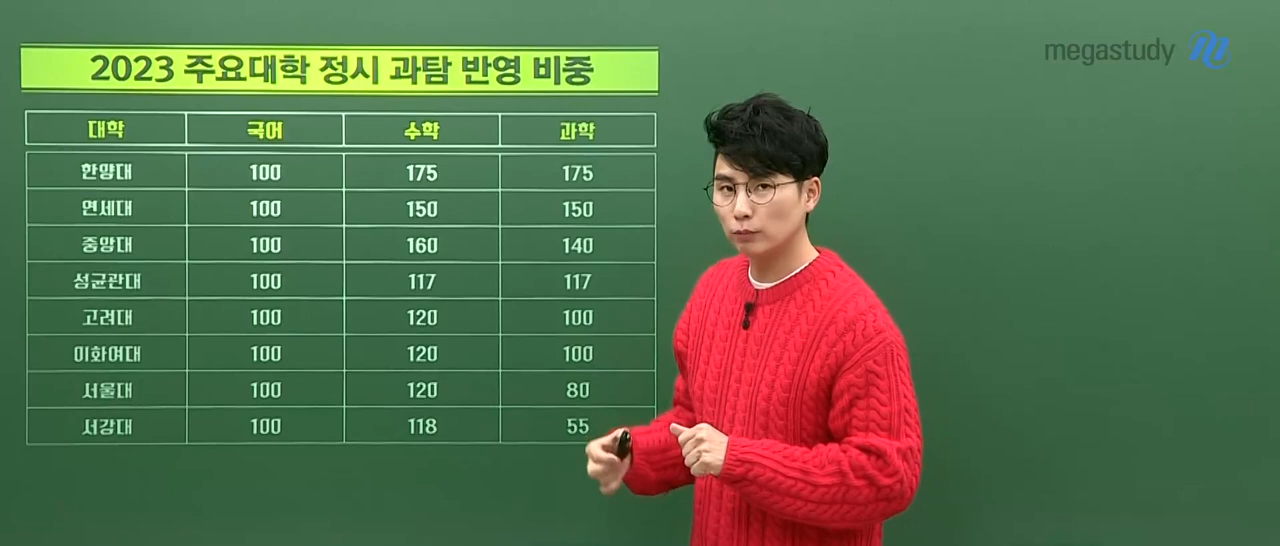 megastudy
2023 주요대학 정시 과탐 반영 비중
대학 국어 수학 과학
한양대 100 175 175
연세대 100 150 150
중앙대 100 160 140
성균관대 100 117 117
고려대 100 120 100
이화여대 100 120 100
서울대 100 120 80
서강대 100 118 55